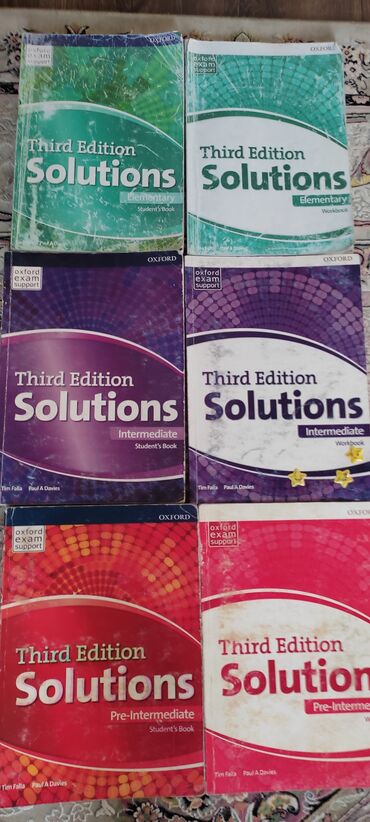 oxford
exam
support
OXFORD
Third Edition
Solutions
Elementary
Student's Book
Paul A D
oxford
exam
support
OXFORD
Third Edition
Solutions
Elementary
Workbook
oxford
exam
support
OXFORD
Third Edition
Solutions
Intermediate
Student's Book
Tim Falla Paul A Davies
oxford
exam
support
OXFORD
Third Edition
Solutions
Intermediate
Workbook
Tim Falla Paul A Davies
oxford
exam
support
OXFORD
Third Edition
Solutions
Pre-Intermediate
Student's Book
Tim Falla Paul A Davies
oxford
exam
support
OXFORD
Third Edition
Solution
Pre-Interme
Tim Falla Paul A Davies